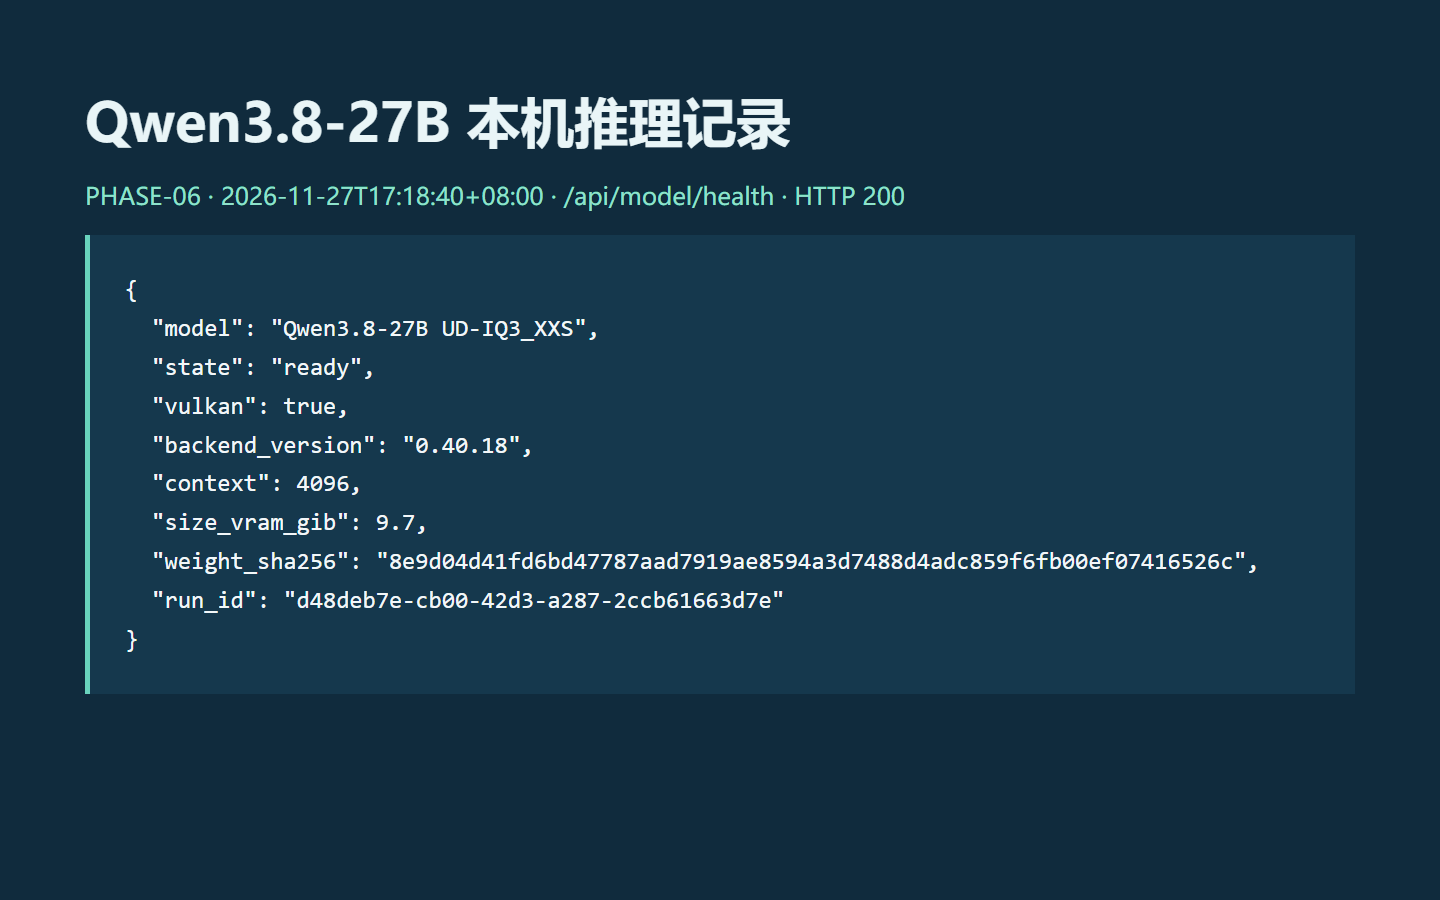 Qwen3.8-27B 本机推理记录
PHASE-06 · 2026-11-27T17:18:40+08:00 · /api/model/health · HTTP 200
{
  "model": "Qwen3.8-27B UD-IQ3_XXS",
  "state": "ready",
  "vulkan": true,
  "backend_version": "0.40.18",
  "context": 4096,
  "size_vram_gib": 9.7,
  "weight_sha256": "8e9d04d41fd6bd47787aad7919ae8594a3d7488d4adc859f6fb00ef07416526c",
  "run_id": "d48deb7e-cb00-42d3-a287-2ccb61663d7e"
}